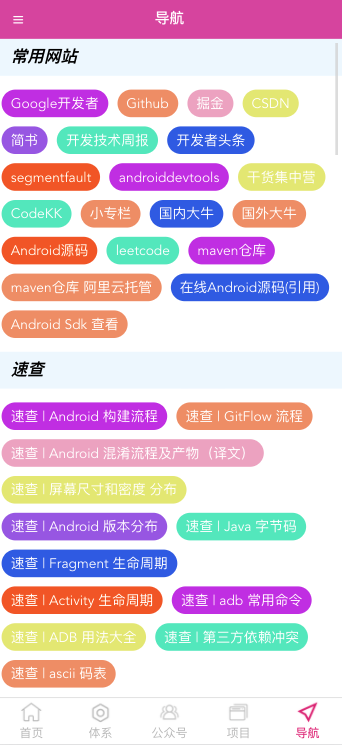 导航
常用网站
Google开发者 Github 掘金 CSDN
简书 开发技术周报 开发者头条
segmentfault androiddevtools 干货集中营
CodeKK 小专栏 国内大牛 国外大牛
Android源码 leetcode maven仓库
maven仓库 阿里云托管 在线Android源码(引用)
Android Sdk 查看
速查
速查 | Android 构建流程 速查 | GitFlow 流程
速查 | Android 混淆流程及产物（译文）
速查 | 屏幕尺寸和密度 分布
速查 | Android 版本分布 速查 | Java 字节码
速查 | Fragment 生命周期
速查 | Activity 生命周期 速查 | adb 常用命令
速查 | ADB 用法大全 速查 | 第三方依赖冲突
速查 | ascii 码表
首页 体系 公众号 项目 导航